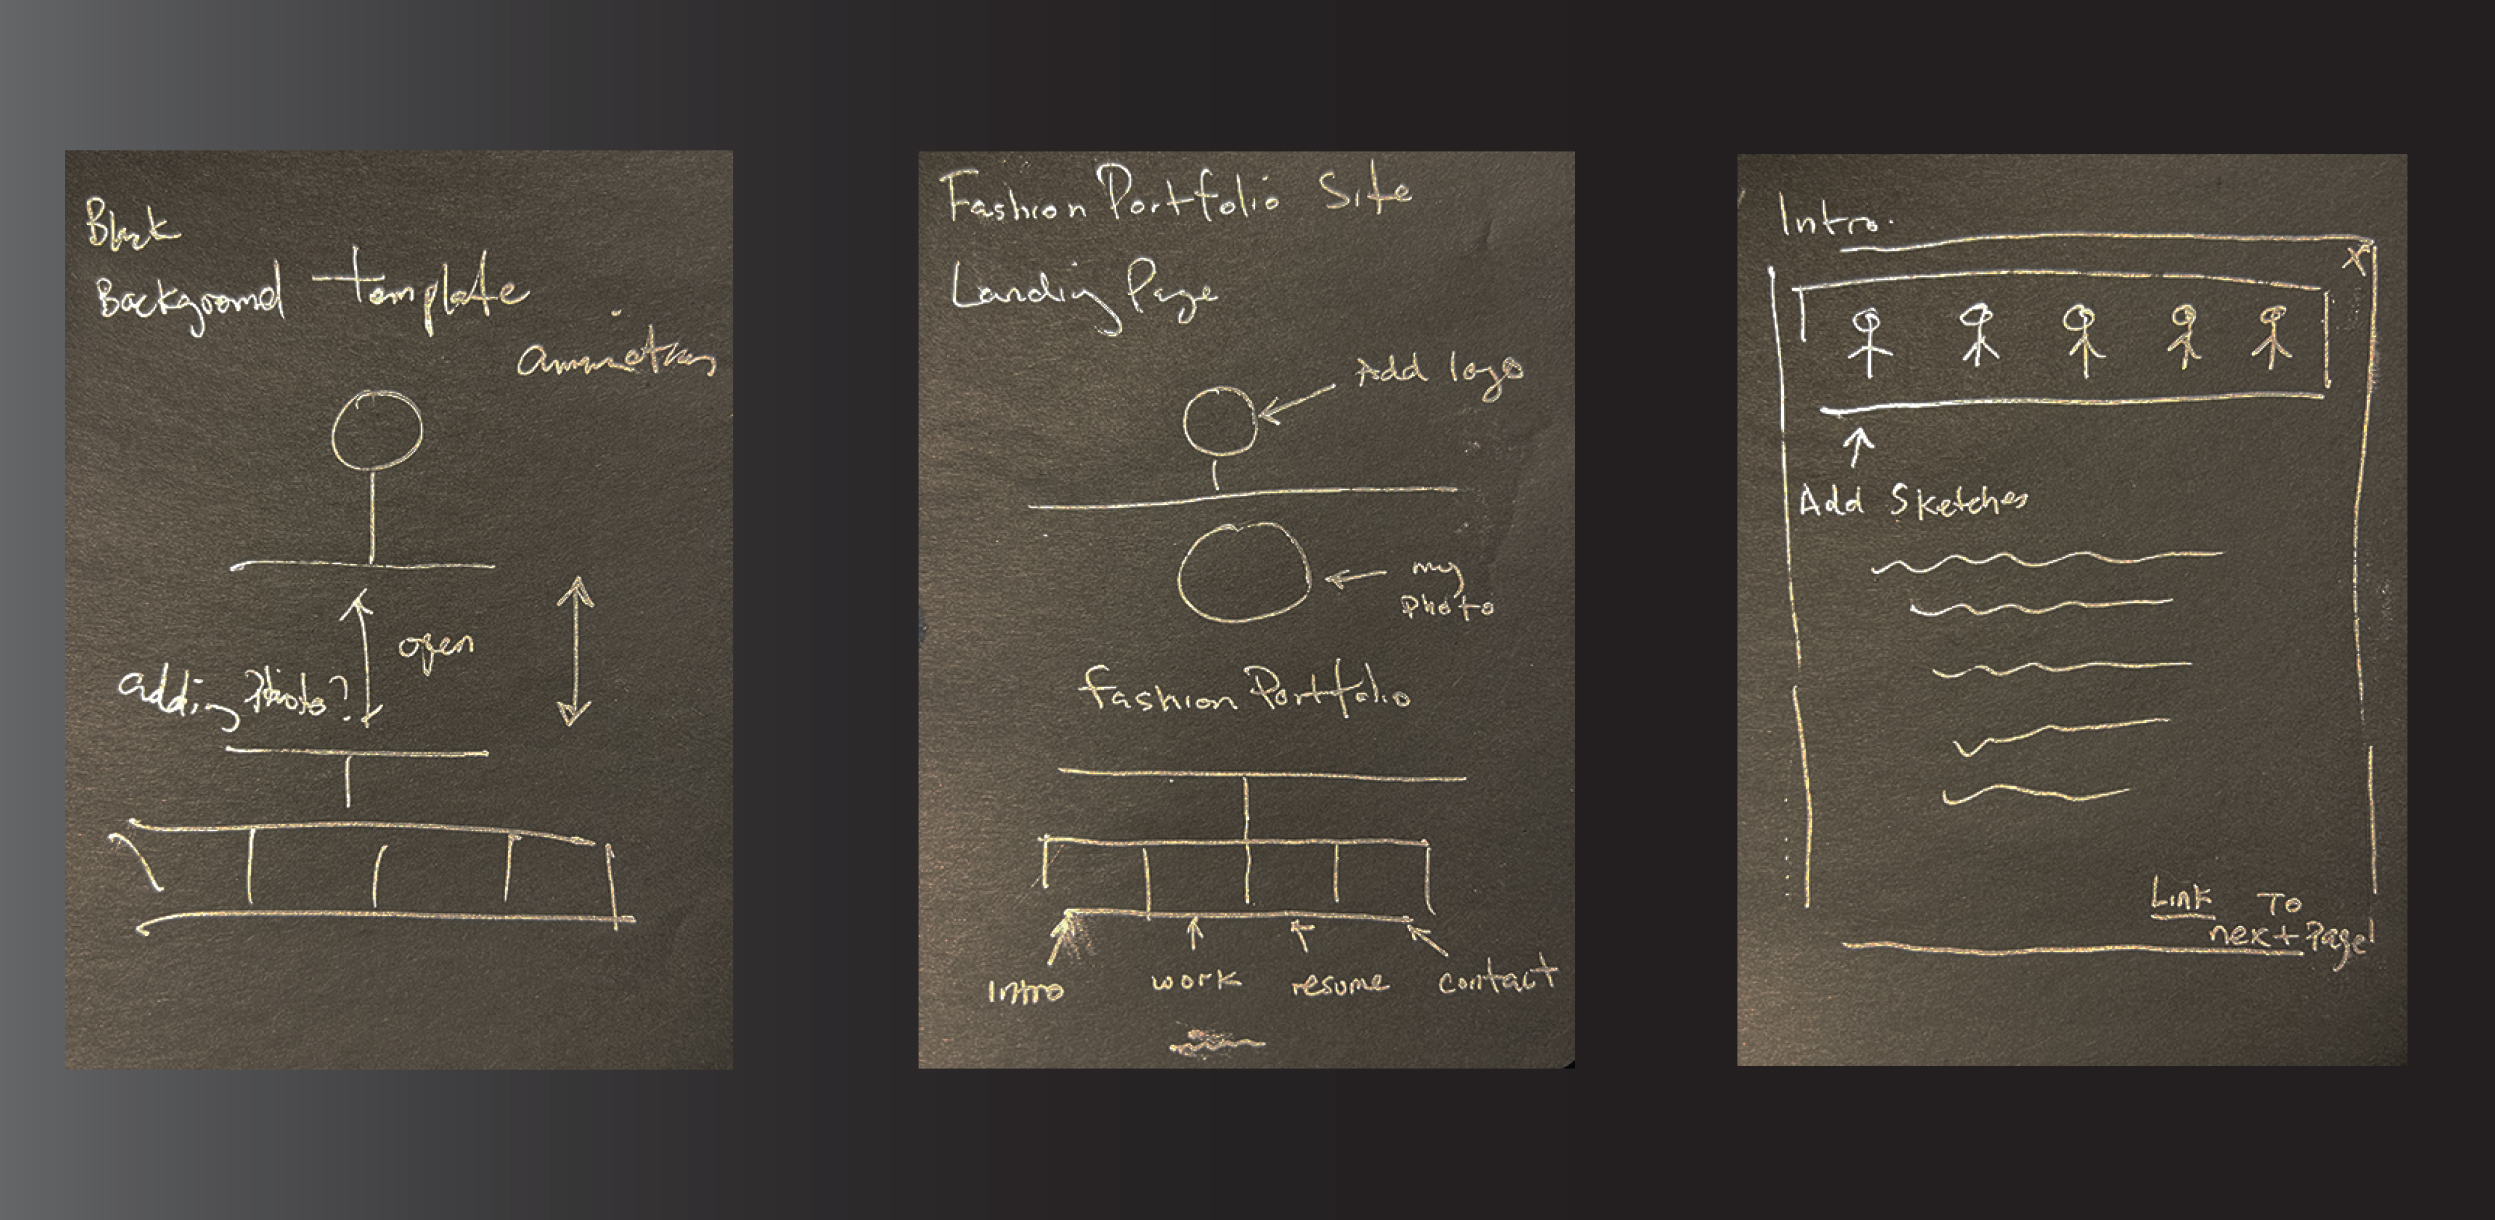 Black
Background template
animation
open
adding Photo?
Fashion Portfolio Site
Landing Page
Add logo
my
photo
Fashion Portfolio
Intro
work
resume
contact
Intro.
X
Add Sketches
Link To
next Page